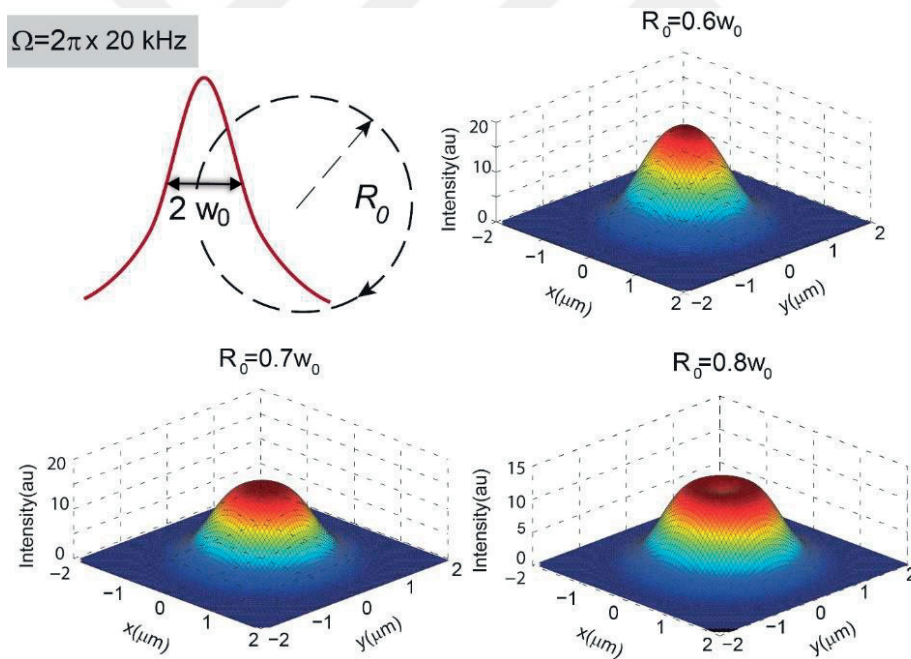 Ω=2π x 20 kHz
2 w₀
R₀
R₀=0.6w₀
Intensity(au)
20
10
0
−2
−1
0
1
2
x(μm)
−2
−1
0
1
2
y(μm)
R₀=0.7w₀
Intensity(au)
20
10
0
−2
−1
0
1
2
x(μm)
−2
−1
0
1
2
y(μm)
R₀=0.8w₀
Intensity(au)
15
10
5
0
−2
−1
0
1
2
x(μm)
−2
−1
0
1
2
y(μm)